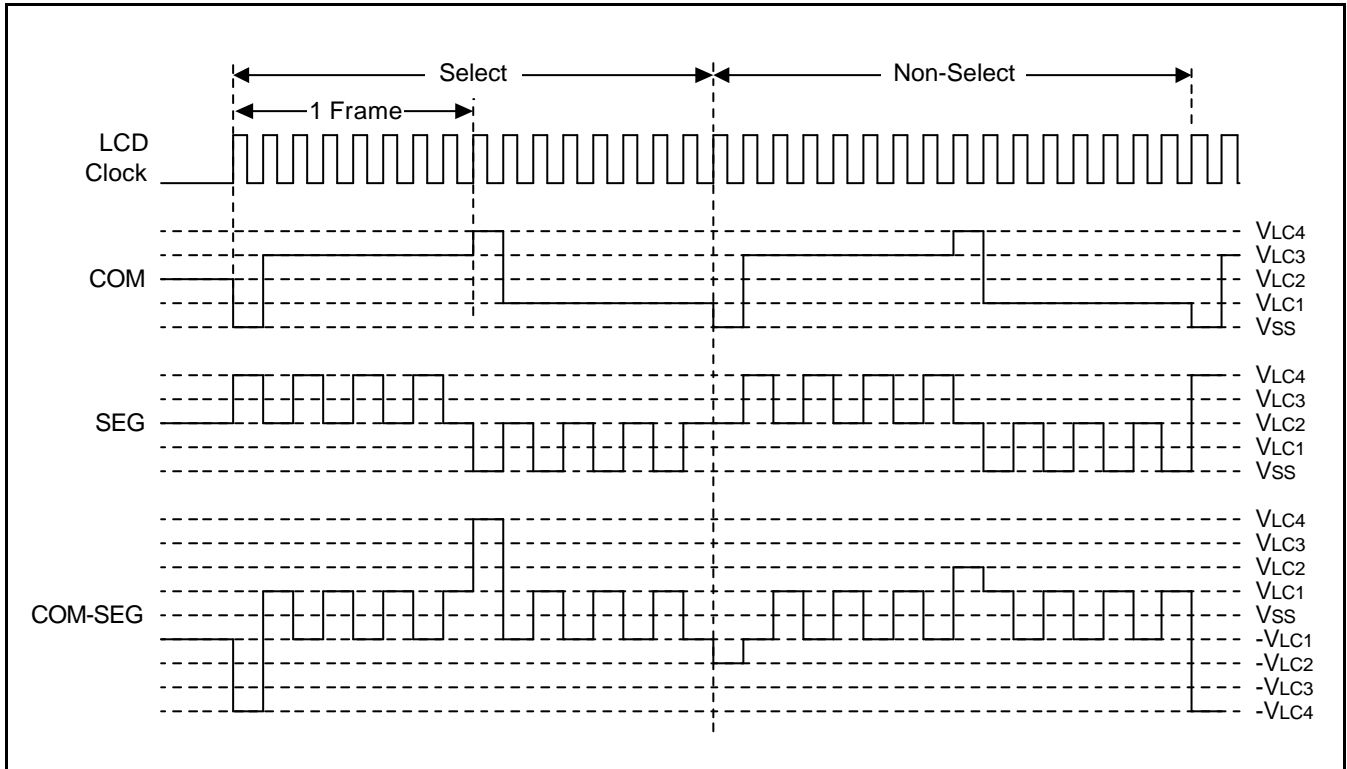 Select
Non-Select
1 Frame
LCD
Clock
VLC4
VLC3
COM
VLC2
VLC1
VSS
VLC4
VLC3
SEG
VLC2
VLC1
VSS
VLC4
VLC3
VLC2
VLC1
COM-SEG
VSS
-VLC1
-VLC2
-VLC3
-VLC4